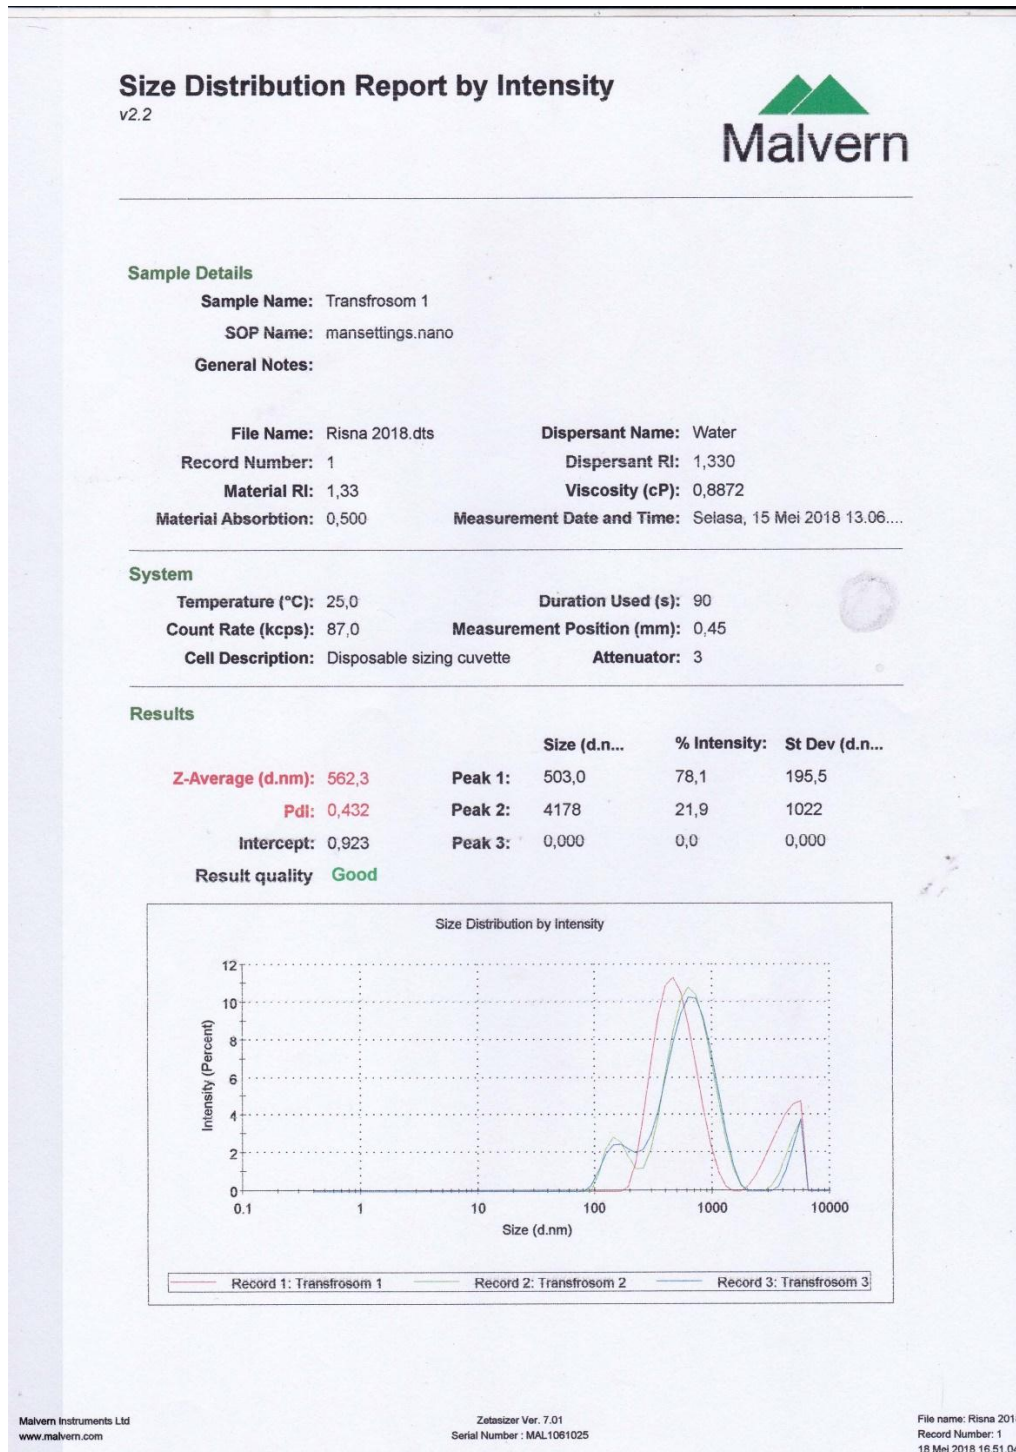 Size Distribution Report by Intensity
v2.2
Malvern
Sample Details
Sample Name: Transfrosom 1
SOP Name: mansettings.nano
General Notes:
File Name: Risna 2018.dts Dispersant Name: Water
Record Number: 1 Dispersant RI: 1,330
Material RI: 1,33 Viscosity (cP): 0,8872
Material Absorbtion: 0,500 Measurement Date and Time: Selasa, 15 Mei 2018 13.06....
System
Temperature (°C): 25,0 Duration Used (s): 90
Count Rate (kcps): 87,0 Measurement Position (mm): 0,45
Cell Description: Disposable sizing cuvette Attenuator: 3
Results
Size (d.n... % Intensity: St Dev (d.n...
Z-Average (d.nm): 562,3 Peak 1: 503,0 78,1 195,5
PdI: 0,432 Peak 2: 4178 21,9 1022
Intercept: 0,923 Peak 3: 0,000 0,0 0,000
Result quality Good
Size Distribution by Intensity
Intensity (Percent)
12
10
8
6
4
2
0
0.1 1 10 100 1000 10000
Size (d.nm)
Record 1: Transfrosom 1 Record 2: Transfrosom 2 Record 3: Transfrosom 3
Malvern Instruments Ltd
www.malvern.com
Zetasizer Ver. 7.01
Serial Number : MAL1061025
File name: Risna 201
Record Number: 1
18 Mei 2018 16.51.04